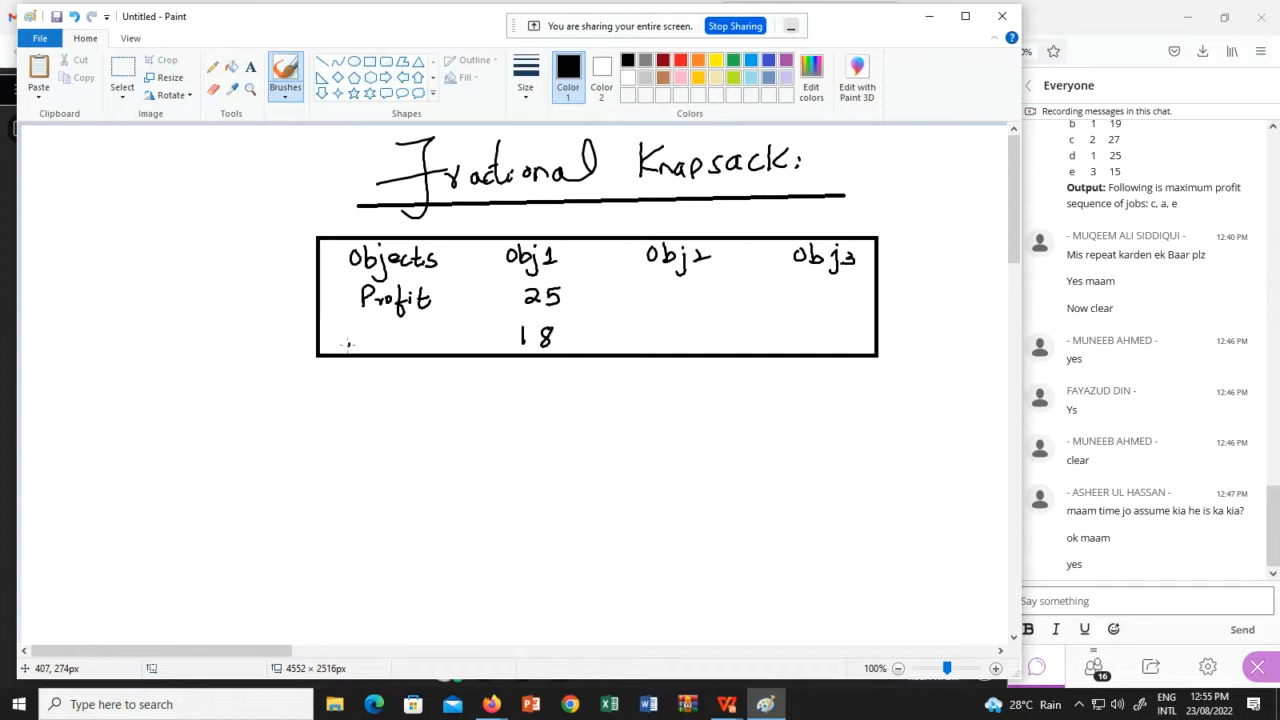 Untitled - Paint
You are sharing your entire screen. Stop Sharing
File Home View
Paste Cut Copy
Clipboard
Select Crop Resize Rotate
Image
Tools
Brushes
Outline Fill
Shapes
Size
Color 1 Color 2
Edit colors
Edit with Paint 3D
Colors
Fractional Knapsack:
Objects Obj1 Obj2 Obj3
Profit 25
18
407, 274px
4552 × 2516px
100%
Everyone
Recording messages in this chat.
b 1 19
c 2 27
d 1 25
e 3 15
Output: Following is maximum profit
sequence of jobs: c, a, e
- MUQEEM ALI SIDDIQUI - 12:40 PM
Mis repeat karden ek Baar plz
Yes maam
Now clear
- MUNEEB AHMED - 12:46 PM
yes
FAYAZUD DIN - 12:46 PM
Ys
- MUNEEB AHMED - 12:46 PM
clear
- ASHEER UL HASSAN - 12:47 PM
maam time jo assume kia he is ka kia?
ok maam
yes
Say something
B I U Send
16
Type here to search
28°C Rain
ENG
INTL
12:55 PM
23/08/2022